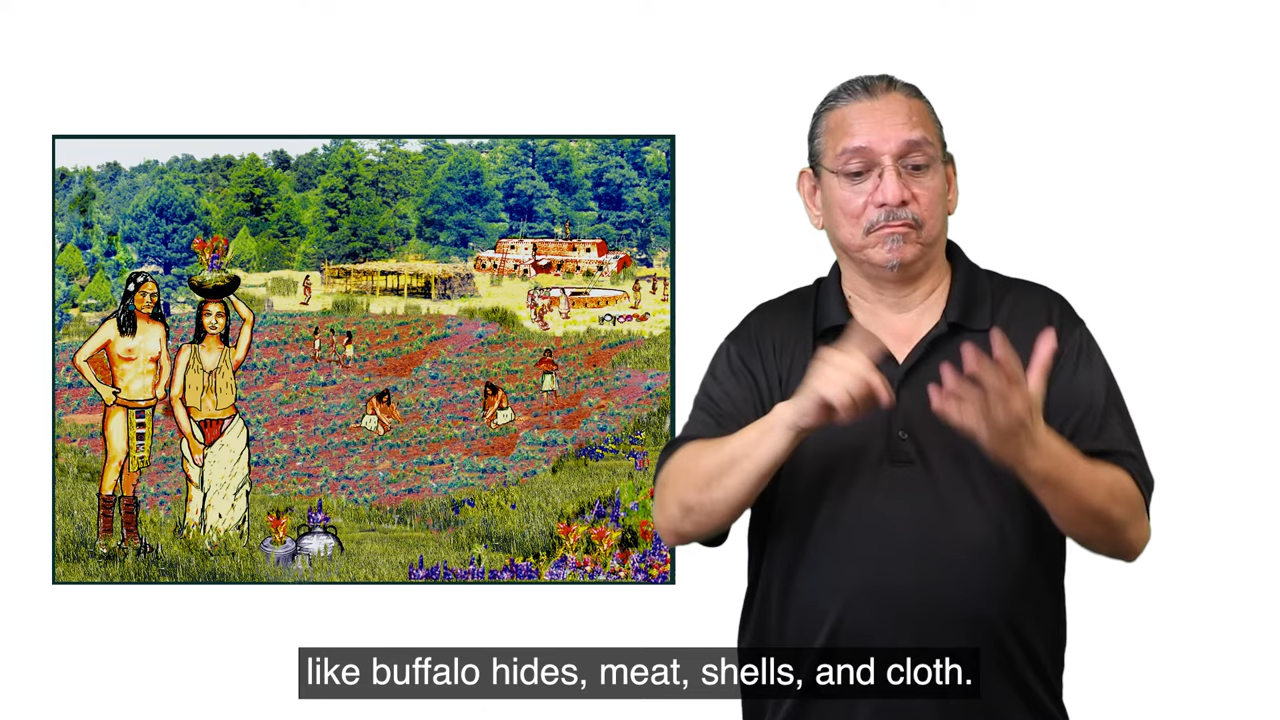 like buffalo hides, meat, shells, and cloth.